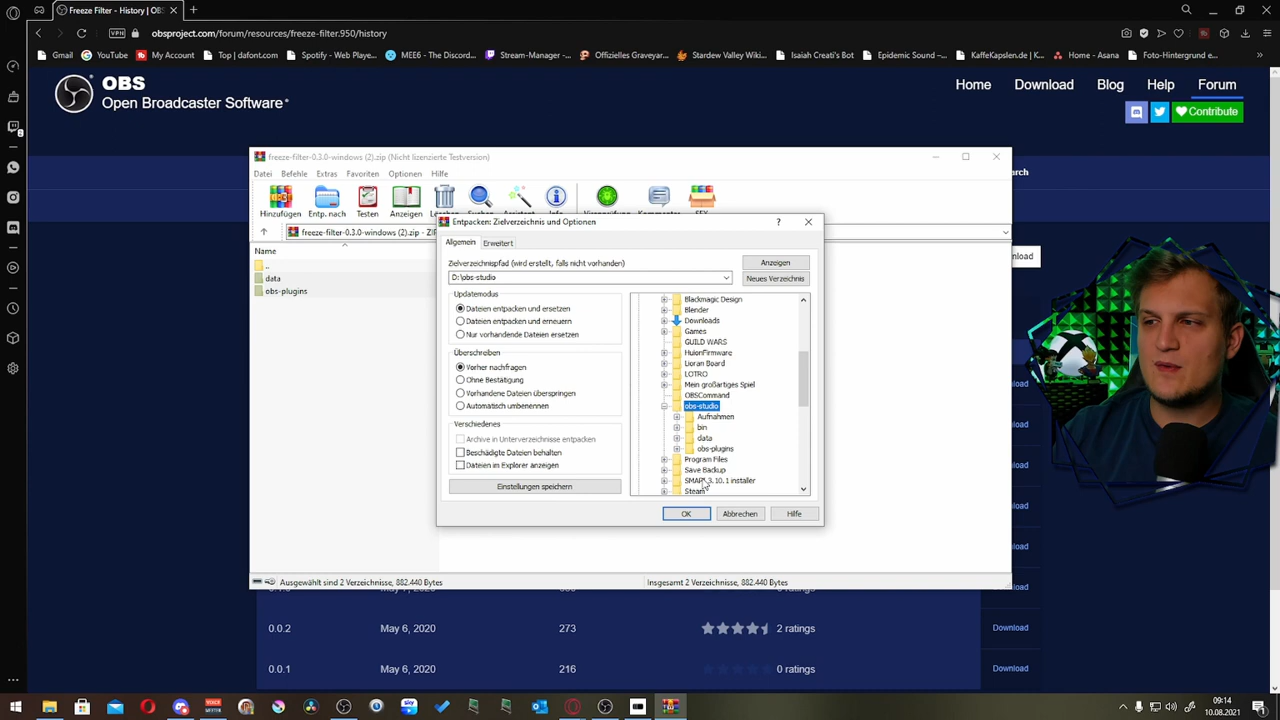 Freeze Filter - History | OBS
VPN obsproject.com/forum/resources/freeze-filter.950/history
Gmail YouTube My Account Top | dafont.com Spotify - Web Playe... MEE6 - The Discord... Stream-Manager -... Offizielles Graveyar... Stardew Valley Wiki... Isaiah Creati's Bot Epidemic Sound -... KaffeKapslen.de | K... Home - Asana Foto-Hintergrund e...
OBS
Open Broadcaster Software
Home Download Blog Help Forum
Contribute
freeze-filter-0.3.0-windows (2).zip (Nicht lizenzierte Testversion)
Datei Befehle Extras Favoriten Optionen Hilfe
Hinzufügen Entp. nach Testen Anzeigen
freeze-filter-0.3.0-windows (2).zip
Name
..
data
obs-plugins
Entpacken: Zielverzeichnis und Optionen
Allgemein Erweitert
Zielverzeichnispfad (wird erstellt, falls nicht vorhanden)
D:\obs-studio
Anzeigen
Neues Verzeichnis
Updatemodus
Dateien entpacken und ersetzen
Dateien entpacken und erneuern
Nur vorhandende Dateien ersetzen
Überschreiben
Vorher nachfragen
Ohne Bestätigung
Vorhandene Dateien überspringen
Automatisch umbenennen
Verschiedenes
Archive in Unterverzeichnisse entpacken
Beschädigte Dateien behalten
Dateien im Explorer anzeigen
Einstellungen speichern
Blackmagic Design
Blender
Downloads
Games
GUILD WARS
HuionFirmware
Lioran Board
LOTRO
Mein großartiges Spiel
OBSCommand
obs-studio
Aufnahmen
bin
data
obs-plugins
Program Files
Save Backup
SMAPI 3.10.1 installer
Steam
OK Abbrechen Hilfe
Ausgewählt sind 2 Verzeichnisse, 882.440 Bytes Insgesamt 2 Verzeichnisse, 882.440 Bytes
0.0.2 May 6, 2020 273 2 ratings Download
0.0.1 May 6, 2020 216 0 ratings Download
09:14
10.08.2021